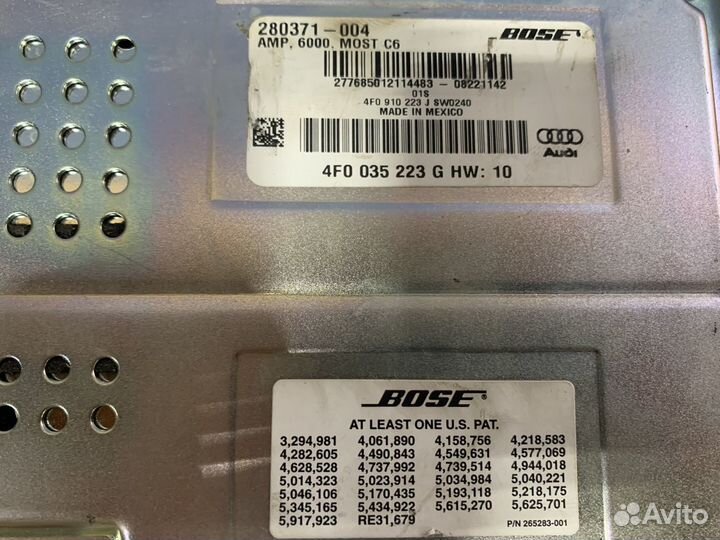 280371-004
BOSE
AMP, 6000, MOST C6
277685012114483 - 08221142
01S
4F0 910 223 J SW0240
MADE IN MEXICO
Audi
4F0 035 223 G HW: 10
BOSE®
AT LEAST ONE U.S. PAT.
3,294,981 4,061,890 4,158,756 4,218,583
4,282,605 4,490,843 4,549,631 4,577,069
4,628,528 4,737,992 4,739,514 4,944,018
5,014,323 5,023,914 5,034,984 5,040,221
5,046,106 5,170,435 5,193,118 5,218,175
5,345,165 5,434,922 5,615,270 5,625,701
5,917,923 RE31,679
P/N 265283-001
Avito